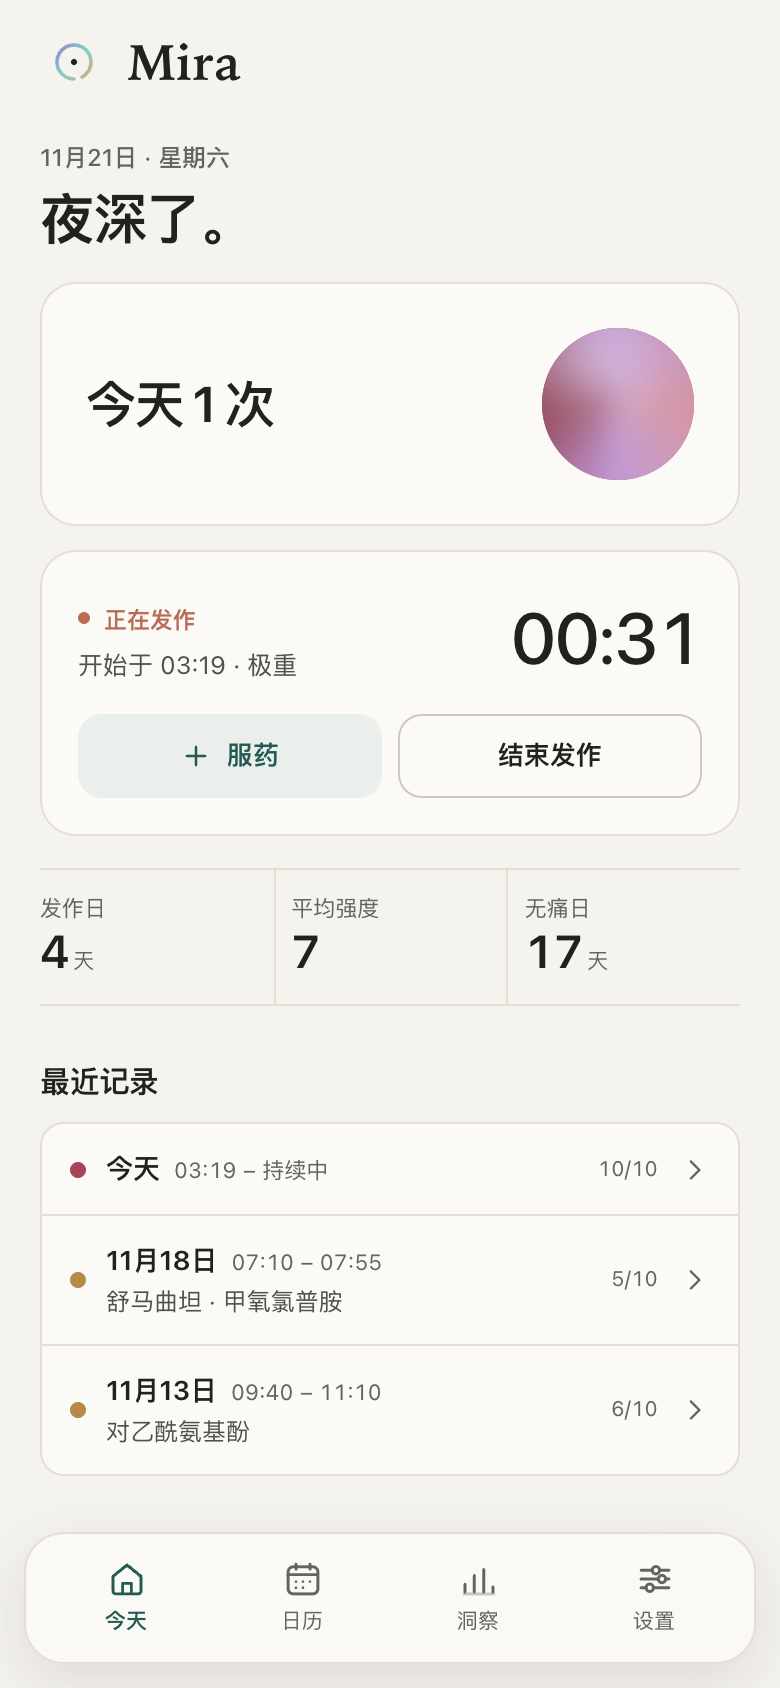 Mira
11月21日 · 星期六
夜深了。
今天 1 次
正在发作
00:31
开始于 03:19 · 极重
服药
结束发作
发作日
4 天
平均强度
7
无痛日
17 天
最近记录
今天 03:19 – 持续中 10/10
11月18日 07:10 – 07:55 5/10
舒马曲坦 · 甲氧氯普胺
11月13日 09:40 – 11:10 6/10
对乙酰氨基酚
今天
日历
洞察
设置